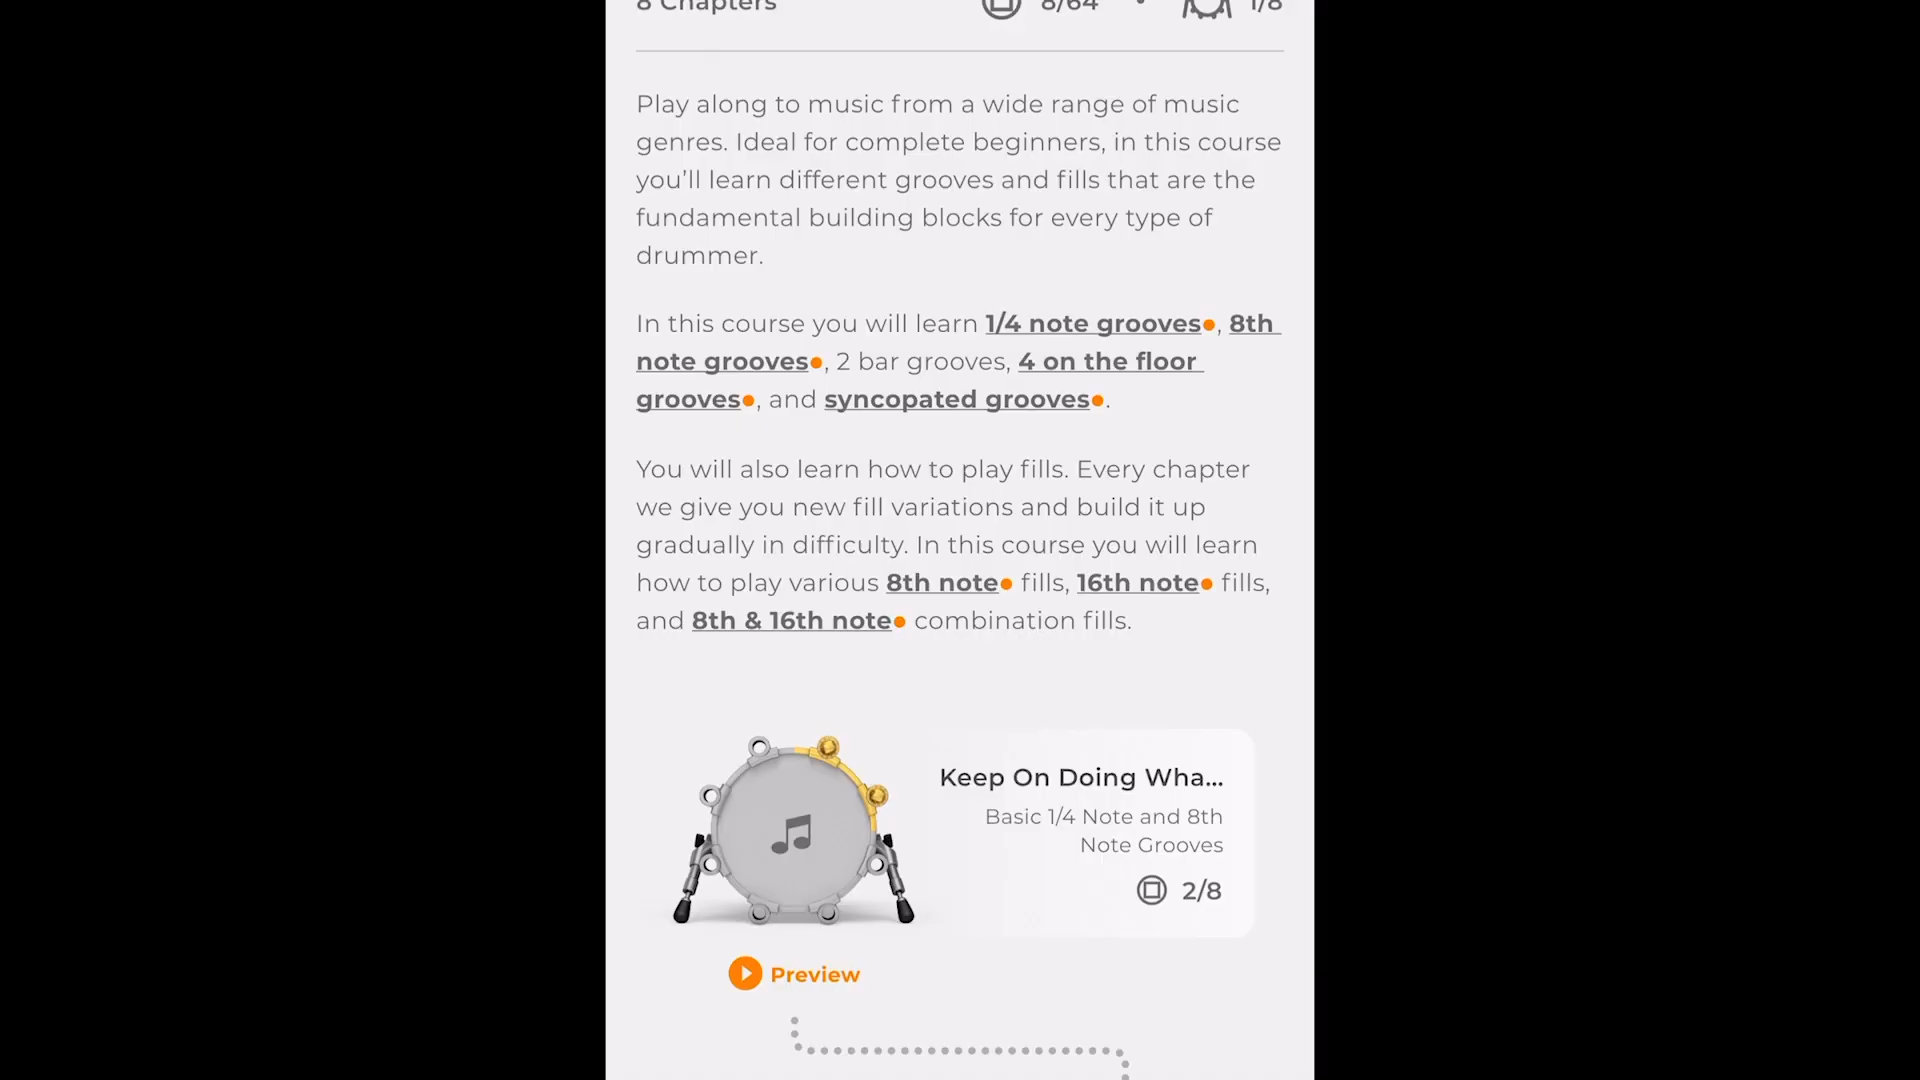 8 Chapters 8/64 • 1/8
Play along to music from a wide range of music
genres. Ideal for complete beginners, in this course
you'll learn different grooves and fills that are the
fundamental building blocks for every type of
drummer.
In this course you will learn 1/4 note grooves, 8th
note grooves, 2 bar grooves, 4 on the floor
grooves, and syncopated grooves.
You will also learn how to play fills. Every chapter
we give you new fill variations and build it up
gradually in difficulty. In this course you will learn
how to play various 8th note fills, 16th note fills,
and 8th & 16th note combination fills.
Keep On Doing Wha...
Basic 1/4 Note and 8th
Note Grooves
2/8
Preview